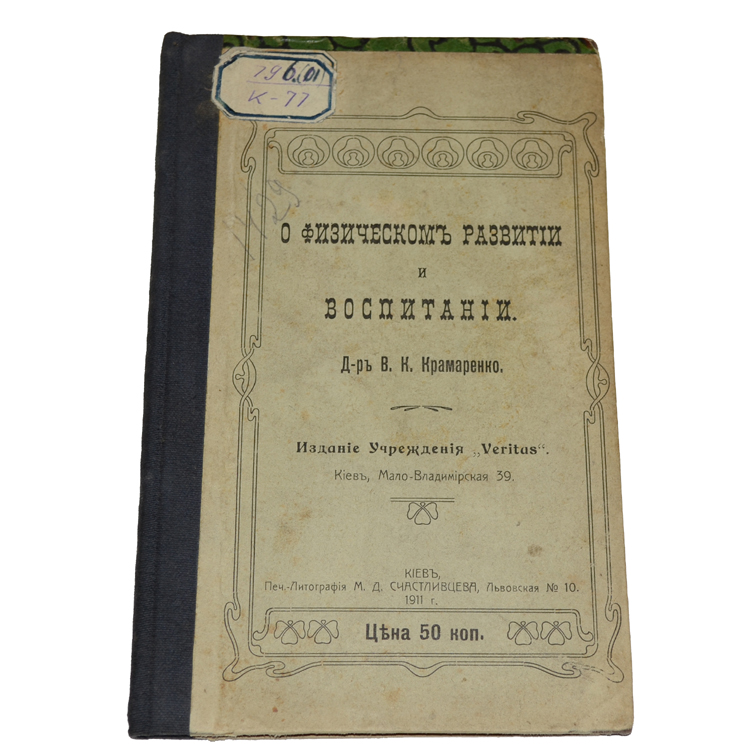 796(01)
К-77
О ФИЗИЧЕСКОМЪ РАЗВИТІИ
И
ВОСПИТАНІИ.
Д-ръ В. К. Крамаренко.
Изданіе Учрежденія „Veritas“.
Кіевъ, Мало-Владимірская 39.
КІЕВЪ,
Печ.-Литографія М. Д. СЧАСТЛИВЦЕВА, Львовская № 10.
1911 г.
Цѣна 50 коп.